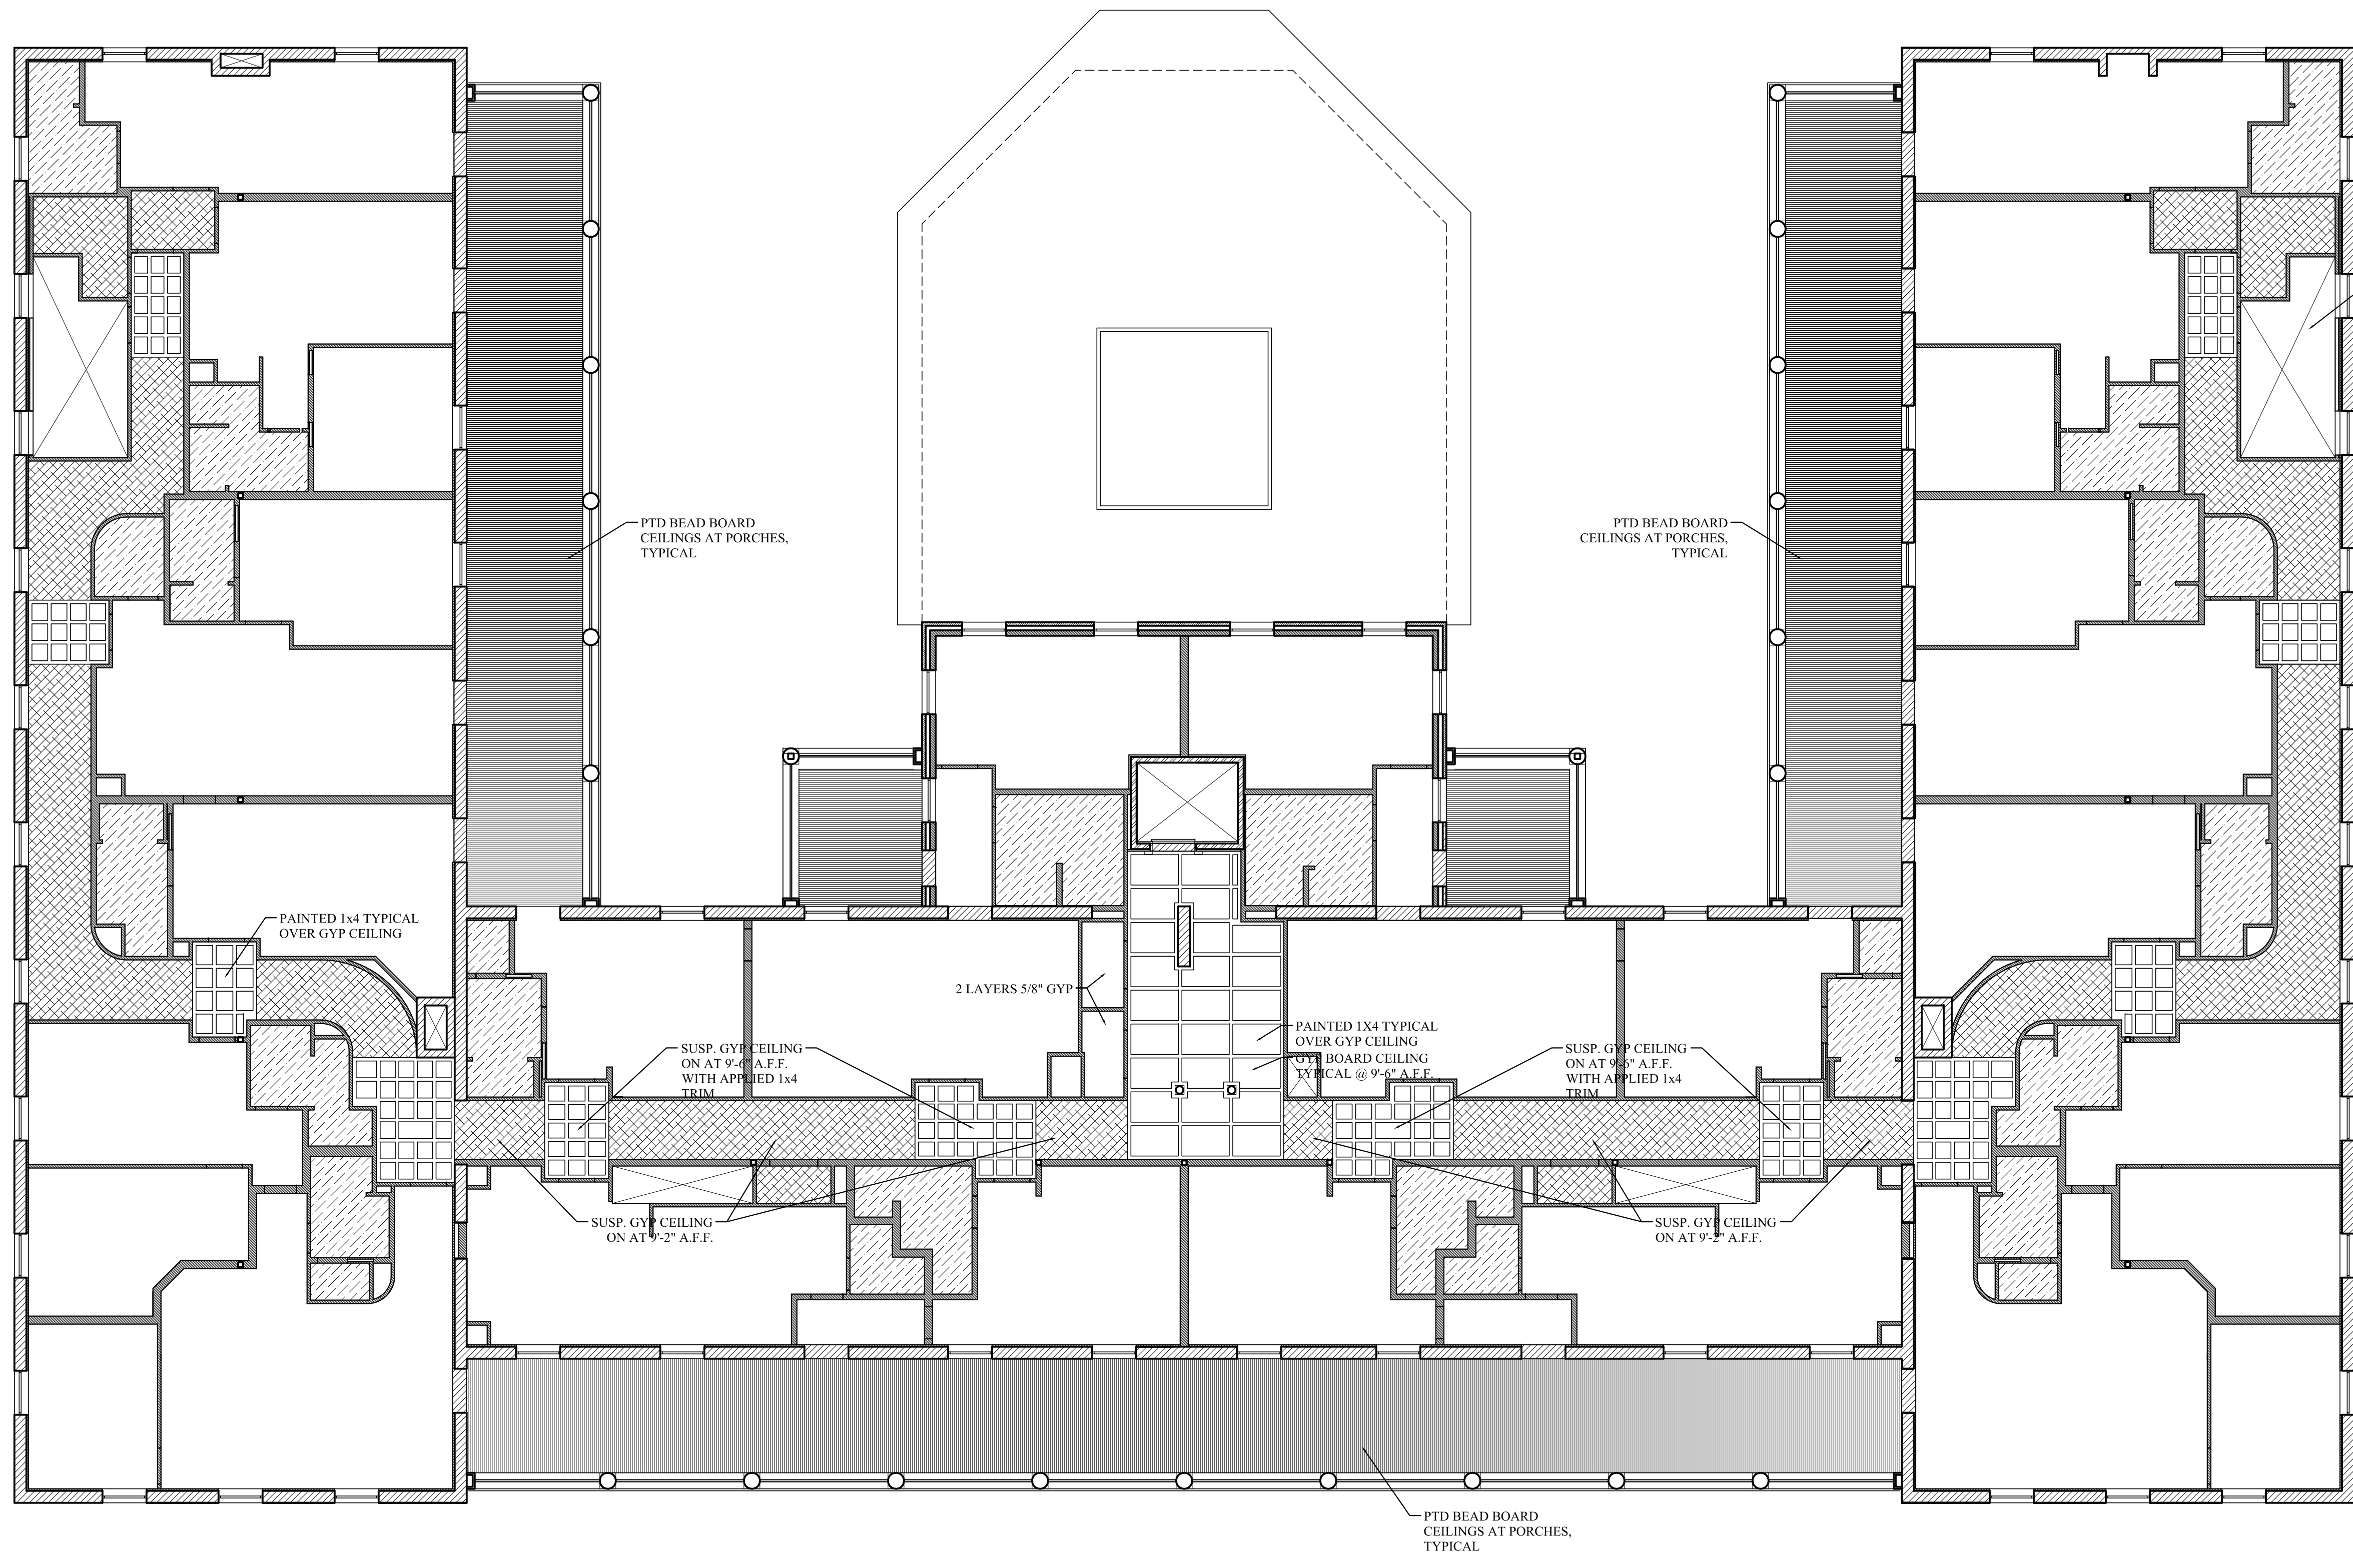 PTD BEAD BOARD
CEILINGS AT PORCHES,
TYPICAL
PTD BEAD BOARD
CEILINGS AT PORCHES,
TYPICAL
PAINTED 1x4 TYPICAL
OVER GYP CEILING
2 LAYERS 5/8" GYP
PAINTED 1X4 TYPICAL
OVER GYP CEILING
GYP BOARD CEILING
TYPICAL @ 9'-6" A.F.F.
SUSP. GYP CEILING
ON AT 9'-6" A.F.F.
WITH APPLIED 1x4
TRIM
SUSP. GYP CEILING
ON AT 9'-6" A.F.F.
WITH APPLIED 1x4
TRIM
SUSP. GYP CEILING
ON AT 9'-2" A.F.F.
SUSP. GYP CEILING
ON AT 9'-2" A.F.F.
PTD BEAD BOARD
CEILINGS AT PORCHES,
TYPICAL